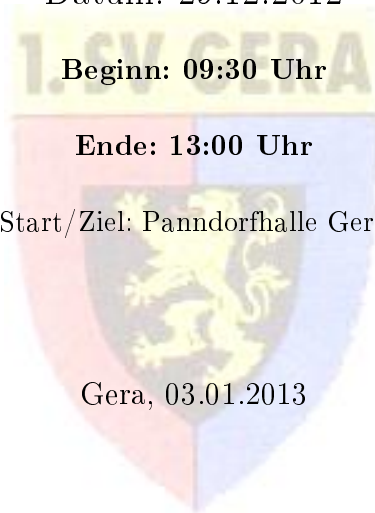 Datum: 29.12.2012
1. SV GERA
Beginn: 09:30 Uhr
Ende: 13:00 Uhr
Start/Ziel: Panndorfhalle Ger
Gera, 03.01.2013